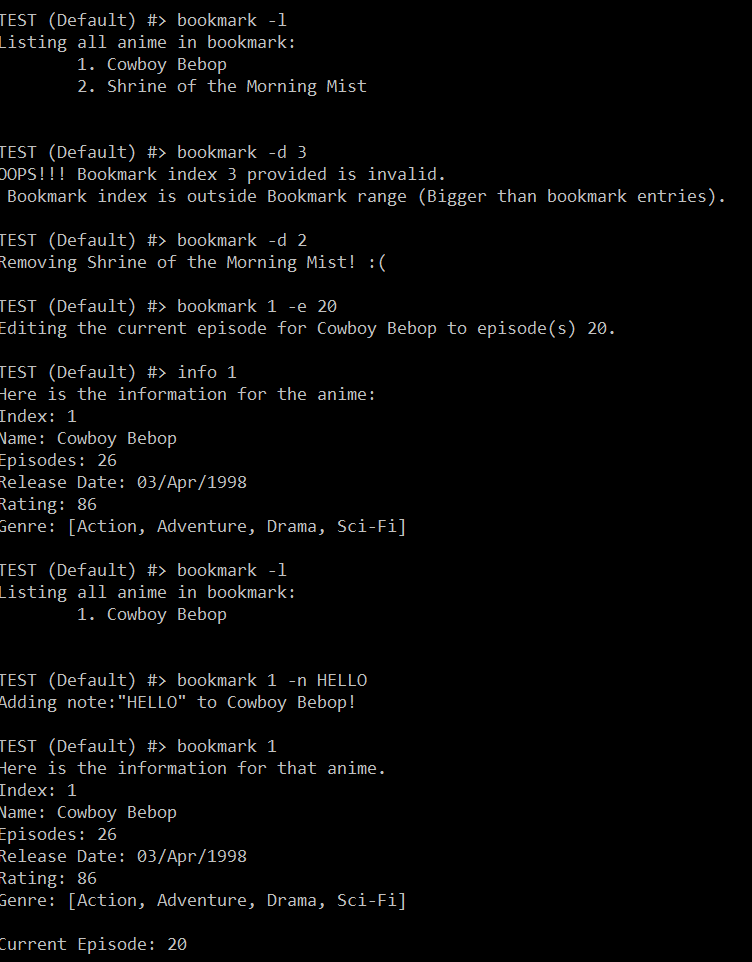 TEST (Default) #> bookmark -l
Listing all anime in bookmark:
1. Cowboy Bebop
2. Shrine of the Morning Mist
TEST (Default) #> bookmark -d 3
OOPS!!! Bookmark index 3 provided is invalid.
Bookmark index is outside Bookmark range (Bigger than bookmark entries).
TEST (Default) #> bookmark -d 2
Removing Shrine of the Morning Mist! :(
TEST (Default) #> bookmark 1 -e 20
Editing the current episode for Cowboy Bebop to episode(s) 20.
TEST (Default) #> info 1
Here is the information for the anime:
Index: 1
Name: Cowboy Bebop
Episodes: 26
Release Date: 03/Apr/1998
Rating: 86
Genre: [Action, Adventure, Drama, Sci-Fi]
TEST (Default) #> bookmark -l
Listing all anime in bookmark:
1. Cowboy Bebop
TEST (Default) #> bookmark 1 -n HELLO
Adding note:"HELLO" to Cowboy Bebop!
TEST (Default) #> bookmark 1
Here is the information for that anime.
Index: 1
Name: Cowboy Bebop
Episodes: 26
Release Date: 03/Apr/1998
Rating: 86
Genre: [Action, Adventure, Drama, Sci-Fi]
Current Episode: 20